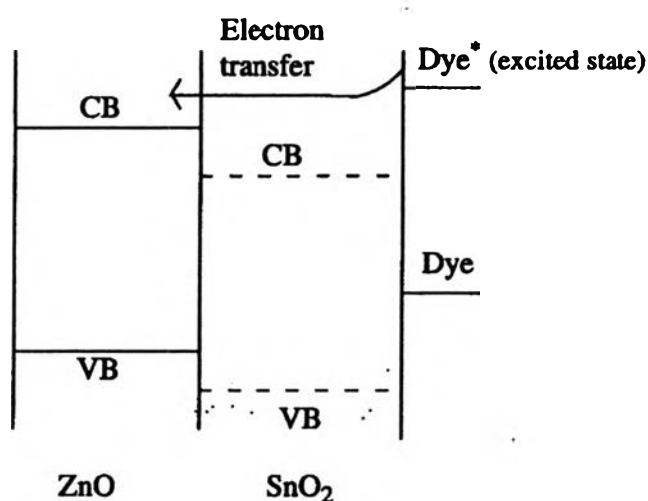 Electron
transfer
Dye* (excited state)
CB
CB
Dye
VB
VB
ZnO
SnO₂